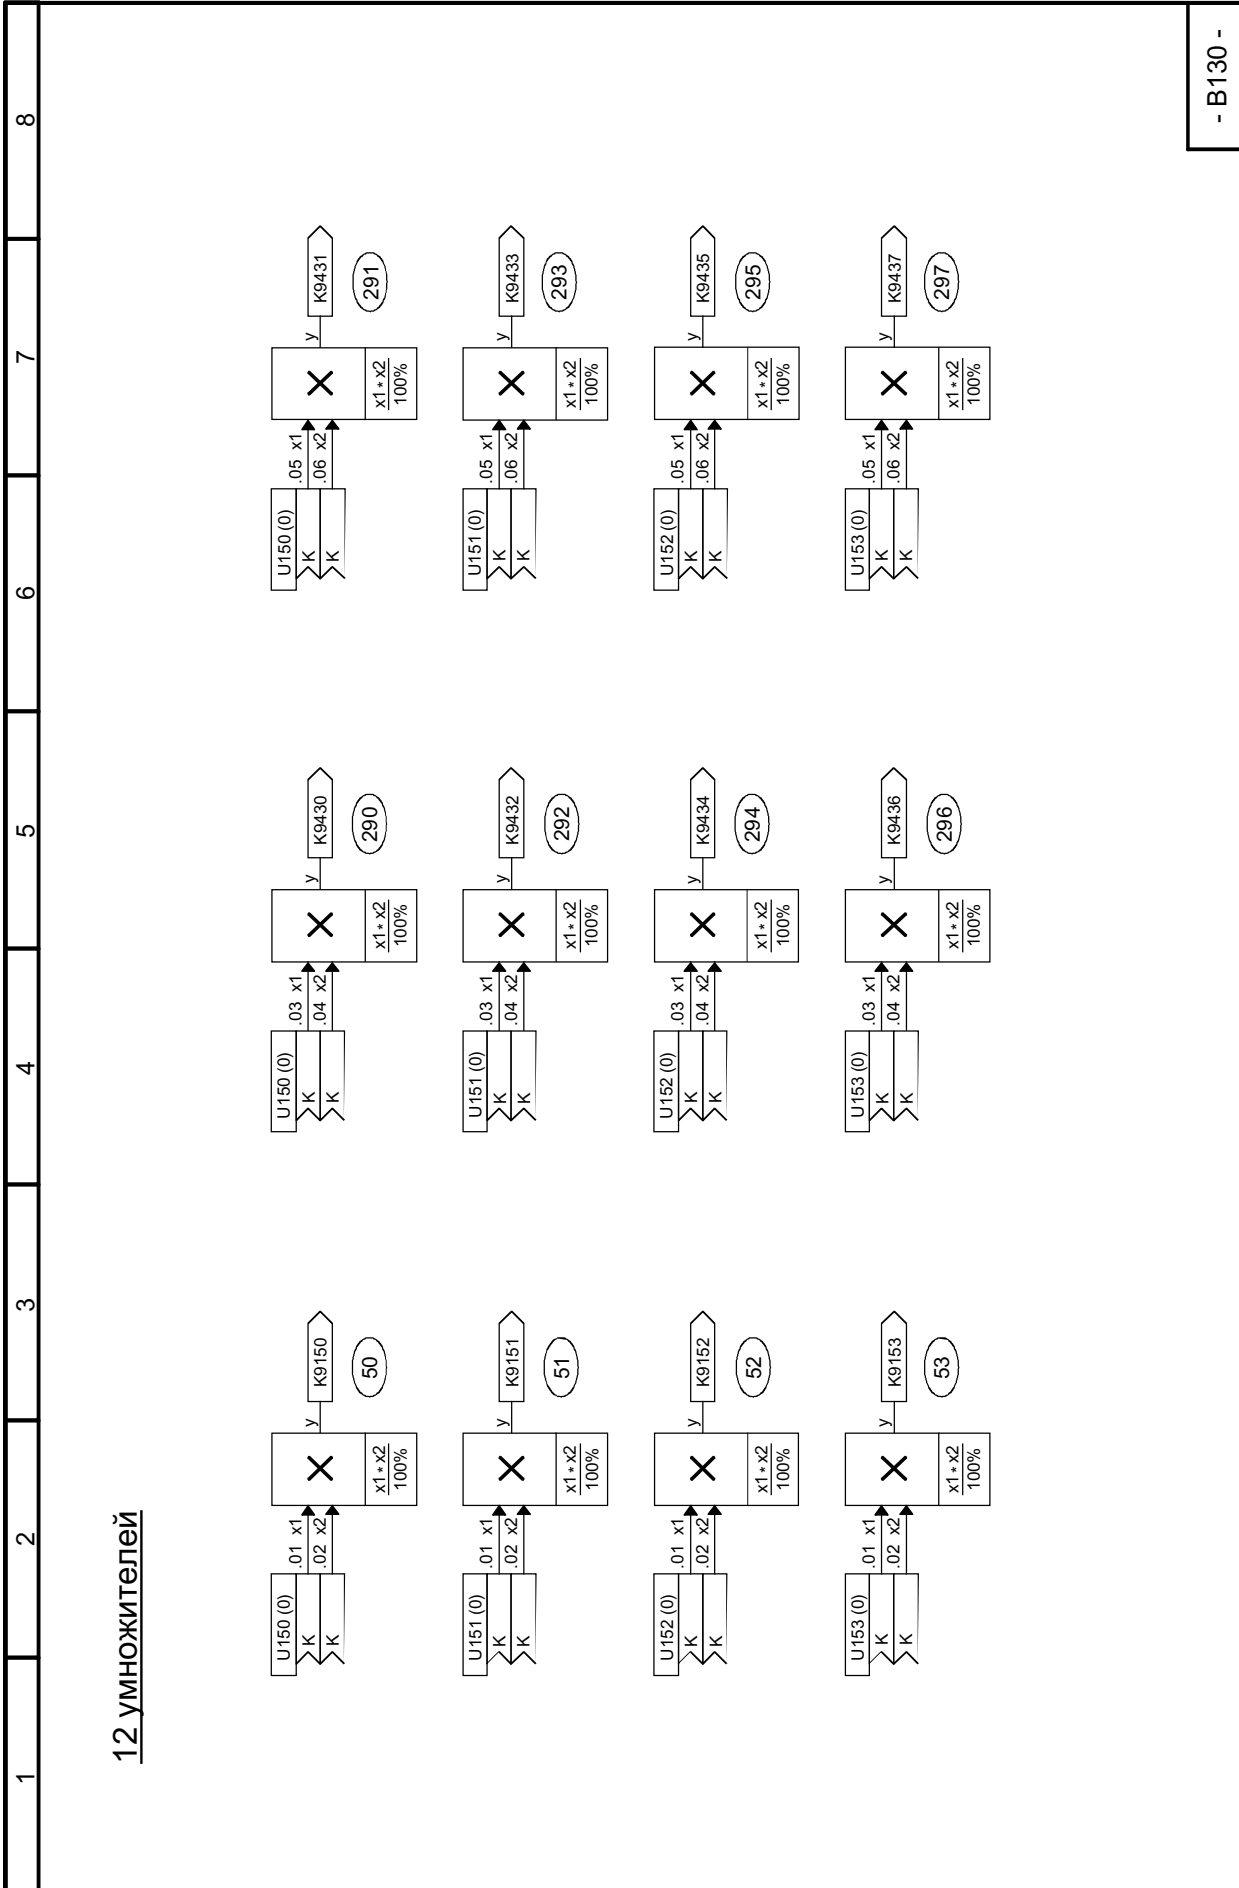 1 2 3 4 5 6 7 8
12 умножителей
U150 (0)
.01 x1
K
.02 x2
K
y
K9150
x1 * x2
100%
50
U150 (0)
.03 x1
K
.04 x2
K
y
K9430
x1 * x2
100%
290
U150 (0)
.05 x1
K
.06 x2
K
y
K9431
x1 * x2
100%
291
U151 (0)
.01 x1
K
.02 x2
K
y
K9151
x1 * x2
100%
51
U151 (0)
.03 x1
K
.04 x2
K
y
K9432
x1 * x2
100%
292
U151 (0)
.05 x1
K
.06 x2
K
y
K9433
x1 * x2
100%
293
U152 (0)
.01 x1
K
.02 x2
K
y
K9152
x1 * x2
100%
52
U152 (0)
.03 x1
K
.04 x2
K
y
K9434
x1 * x2
100%
294
U152 (0)
.05 x1
K
.06 x2
K
y
K9435
x1 * x2
100%
295
U153 (0)
.01 x1
K
.02 x2
K
y
K9153
x1 * x2
100%
53
U153 (0)
.03 x1
K
.04 x2
K
y
K9436
x1 * x2
100%
296
U153 (0)
.05 x1
K
.06 x2
K
y
K9437
x1 * x2
100%
297
- B130 -